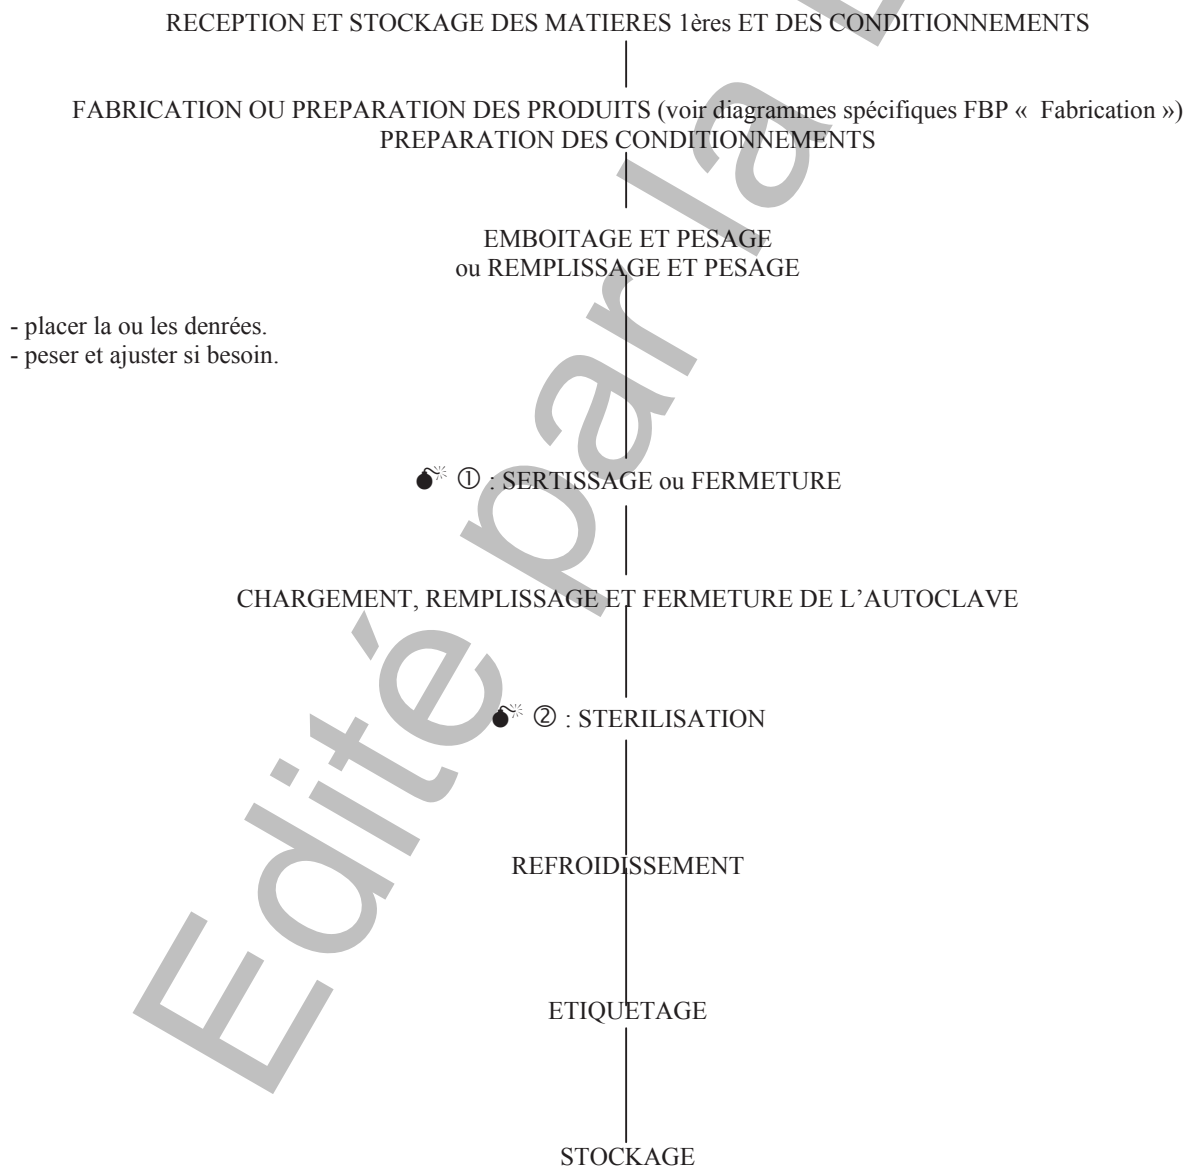 RECEPTION ET STOCKAGE DES MATIERES 1ères ET DES CONDITIONNEMENTS
FABRICATION OU PREPARATION DES PRODUITS (voir diagrammes spécifiques FBP « Fabrication »)
PREPARATION DES CONDITIONNEMENTS
EMBOITAGE ET PESAGE
ou REMPLISSAGE ET PESAGE
- placer la ou les denrées.
- peser et ajuster si besoin.
① : SERTISSAGE ou FERMETURE
CHARGEMENT, REMPLISSAGE ET FERMETURE DE L'AUTOCLAVE
② : STERILISATION
REFROIDISSEMENT
ETIQUETAGE
STOCKAGE
Edité par la